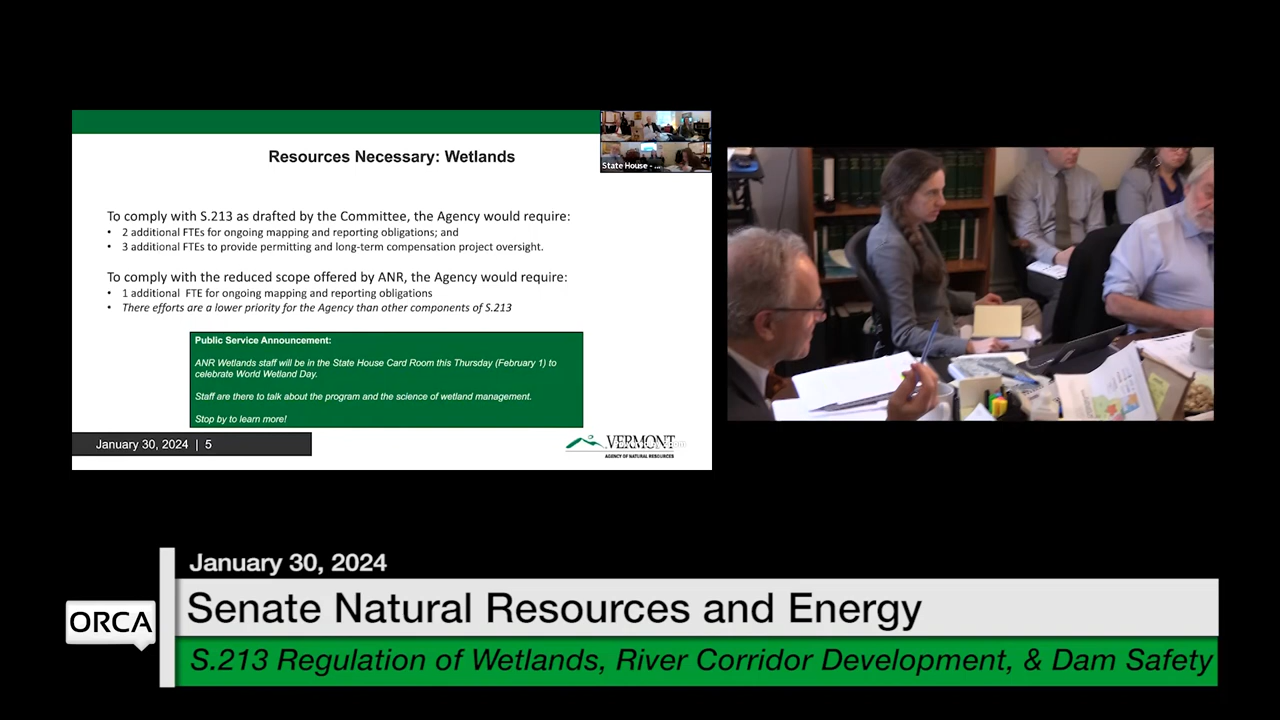 State House - ...
Resources Necessary: Wetlands
To comply with S.213 as drafted by the Committee, the Agency would require:
• 2 additional FTEs for ongoing mapping and reporting obligations; and
• 3 additional FTEs to provide permitting and long-term compensation project oversight.
To comply with the reduced scope offered by ANR, the Agency would require:
• 1 additional FTE for ongoing mapping and reporting obligations
• There efforts are a lower priority for the Agency than other components of S.213
Public Service Announcement:
ANR Wetlands staff will be in the State House Card Room this Thursday (February 1) to
celebrate World Wetland Day.
Staff are there to talk about the program and the science of wetland management.
Stop by to learn more!
January 30, 2024 | 5
VERMONT
AGENCY OF NATURAL RESOURCES
January 30, 2024
Senate Natural Resources and Energy
ORCA
S.213 Regulation of Wetlands, River Corridor Development, & Dam Safety